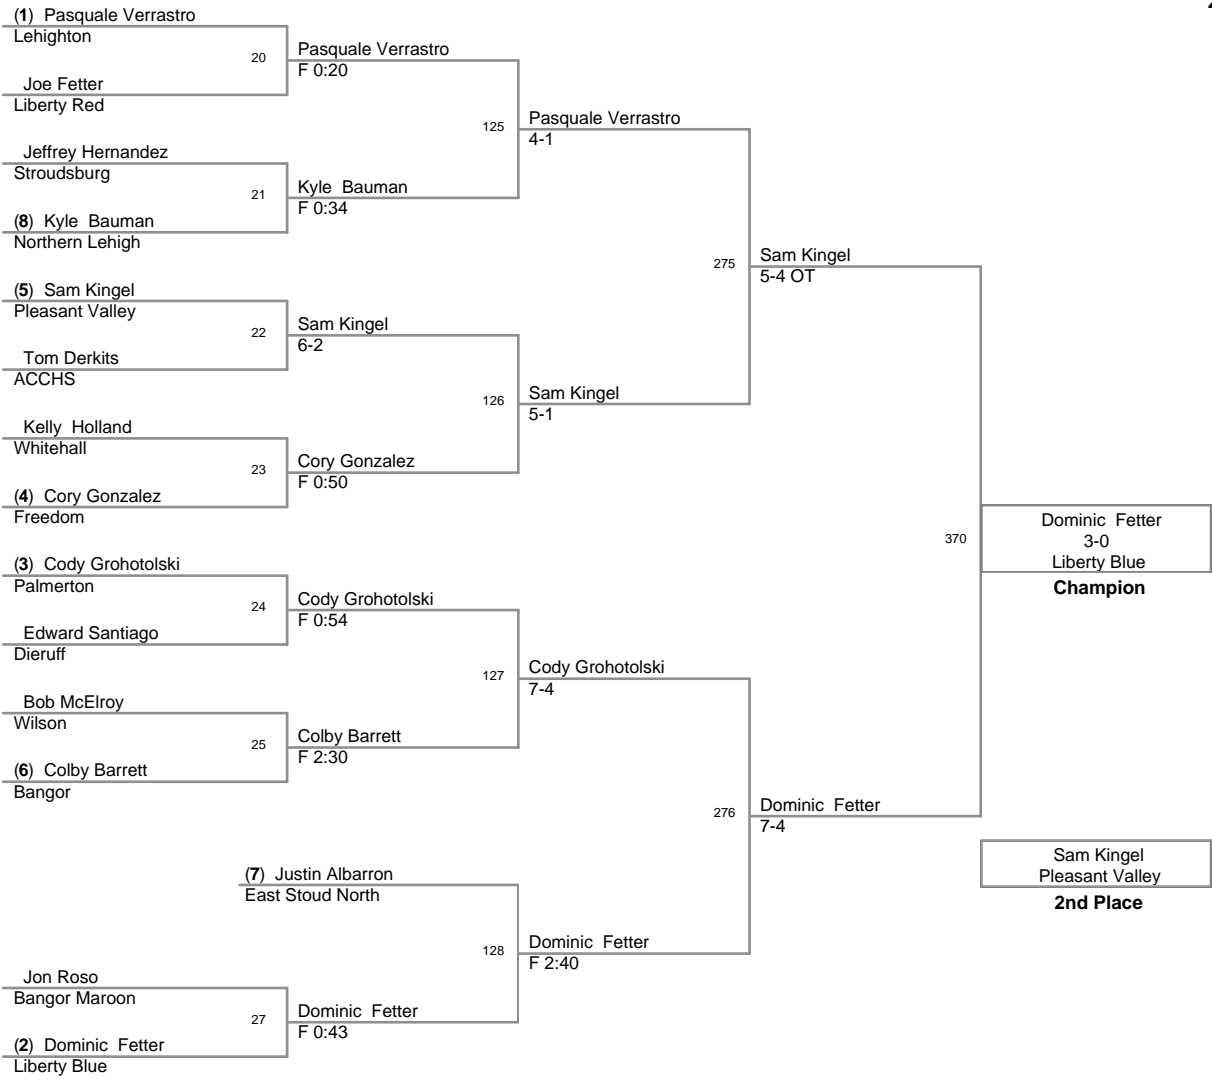 (1) Pasquale Verrastro
Lehighton
20
Pasquale Verrastro
F 0:20
Joe Fetter
Liberty Red
125
Pasquale Verrastro
4-1
Jeffrey Hernandez
Stroudsburg
21
Kyle Bauman
F 0:34
(8) Kyle Bauman
Northern Lehigh
275
Sam Kingel
5-4 OT
(5) Sam Kingel
Pleasant Valley
22
Sam Kingel
6-2
Tom Derkits
ACCHS
126
Sam Kingel
5-1
Kelly Holland
Whitehall
23
Cory Gonzalez
F 0:50
(4) Cory Gonzalez
Freedom
370
Dominic Fetter
3-0
Liberty Blue
Champion
(3) Cody Grohotolski
Palmerton
24
Cody Grohotolski
F 0:54
Edward Santiago
Dieruff
127
Cody Grohotolski
7-4
Bob McElroy
Wilson
25
Colby Barrett
F 2:30
(6) Colby Barrett
Bangor
276
Dominic Fetter
7-4
Sam Kingel
Pleasant Valley
2nd Place
(7) Justin Albarron
East Stoud North
128
Dominic Fetter
F 2:40
Jon Roso
Bangor Maroon
27
Dominic Fetter
F 0:43
(2) Dominic Fetter
Liberty Blue